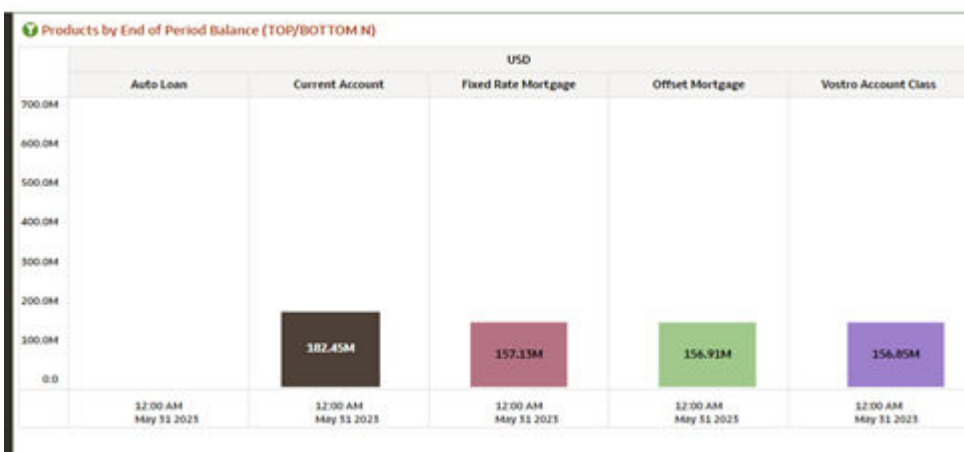 Products by End of Period Balance (TOP/BOTTOM N)
USD
Auto Loan Current Account Fixed Rate Mortgage Offset Mortgage Vostro Account Class
700.0M
600.0M
500.0M
400.0M
300.0M
200.0M
100.0M
0.0
182.45M 157.13M 156.91M 156.85M
12:00 AM 12:00 AM 12:00 AM 12:00 AM 12:00 AM
May 31 2023 May 31 2023 May 31 2023 May 31 2023 May 31 2023